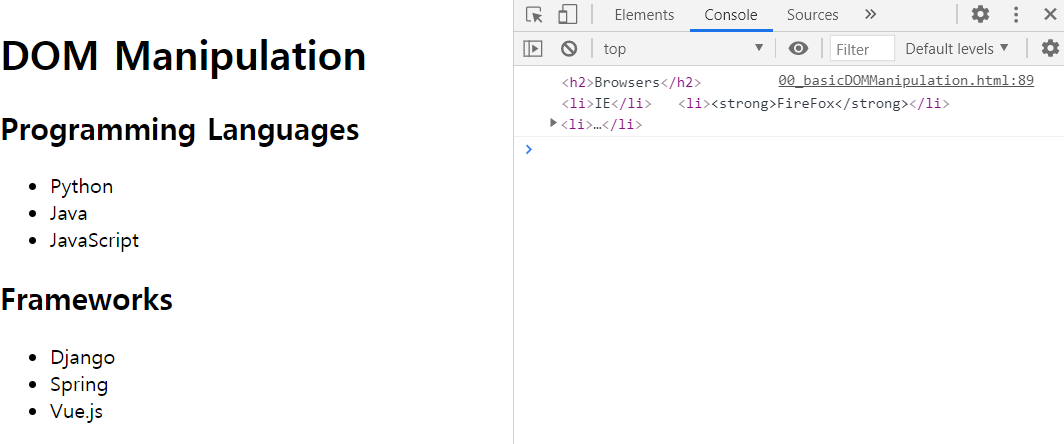 DOM Manipulation
Programming Languages
Python
Java
JavaScript
Frameworks
Django
Spring
Vue.js
Elements Console Sources
top Filter Default levels
<h2>Browsers</h2> 00_basicDOMManipulation.html:89
<li>IE</li> <li><strong>FireFox</strong></li>
<li>…</li>